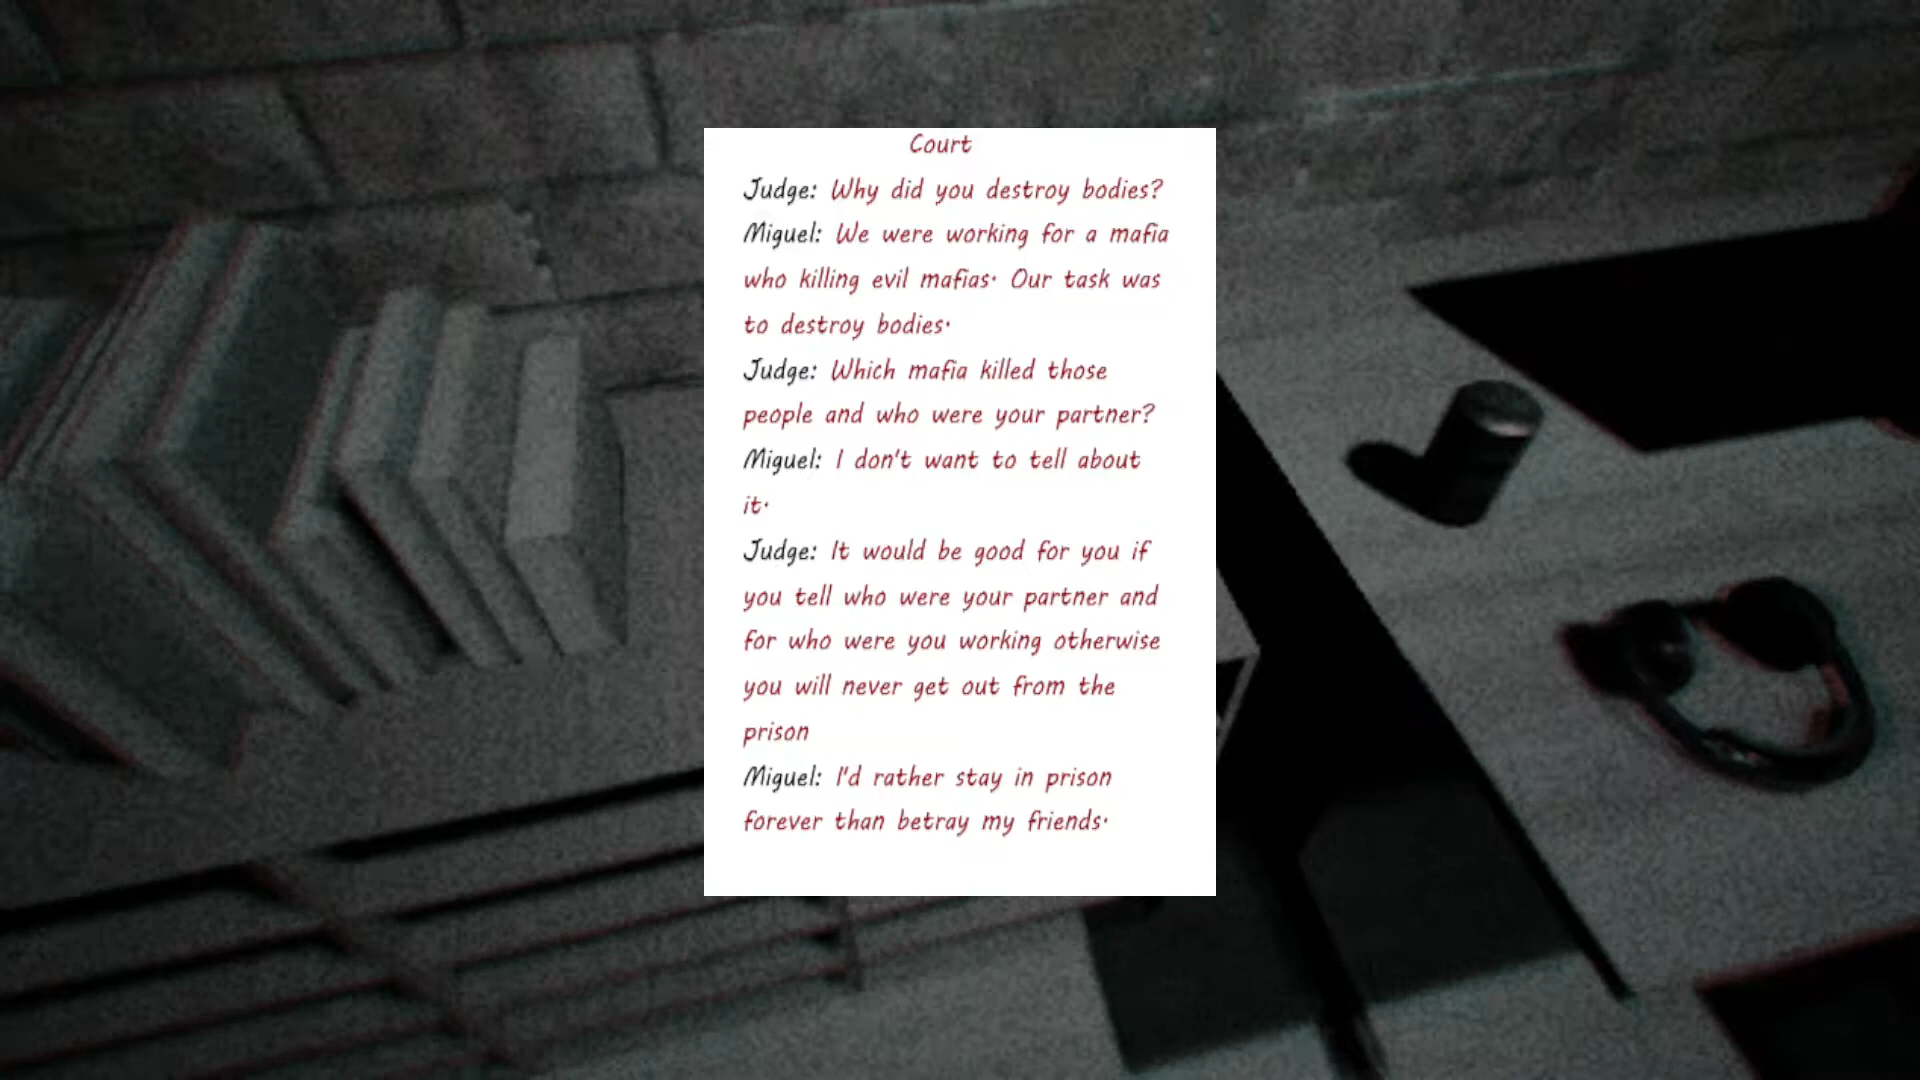 Court
Judge: Why did you destroy bodies?
Miguel: We were working for a mafia
who killing evil mafias. Our task was
to destroy bodies.
Judge: Which mafia killed those
people and who were your partner?
Miguel: I don't want to tell about
it.
Judge: It would be good for you if
you tell who were your partner and
for who were you working otherwise
you will never get out from the
prison
Miguel: I'd rather stay in prison
forever than betray my friends.